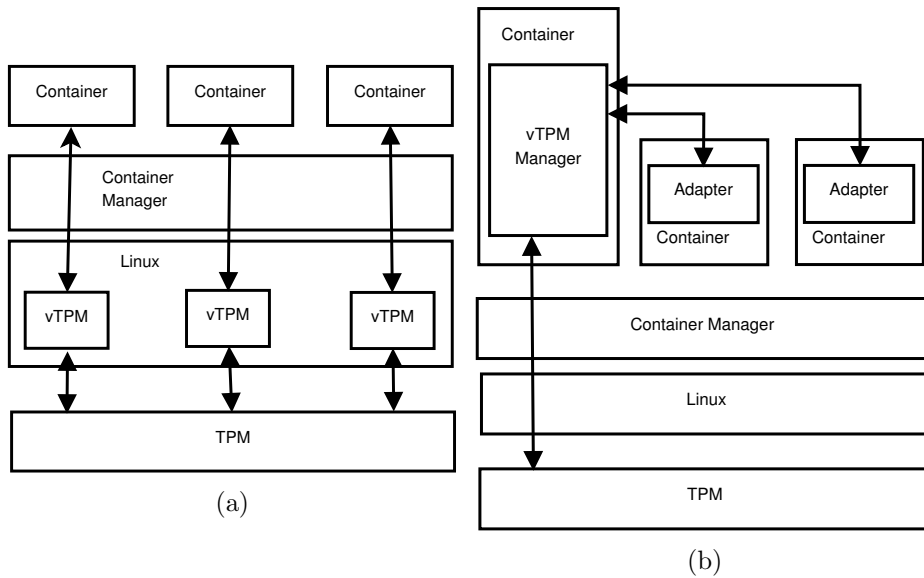 Container
Container
Container
Container
Manager
Linux
vTPM
vTPM
vTPM
TPM
(a)
Container
vTPM
Manager
Adapter
Container
Adapter
Container
Container Manager
Linux
TPM
(b)